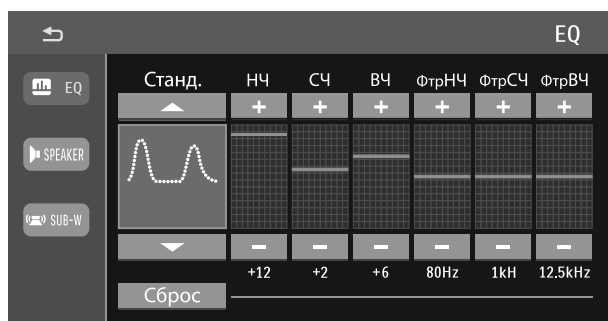 EQ
EQ
SPEAKER
SUB-W
Станд. НЧ СЧ ВЧ ФтрНЧ ФтрСЧ ФтрВЧ
+ + + + + +
− − − − − −
+12 +2 +6 80Hz 1kH 12.5kHz
Сброс